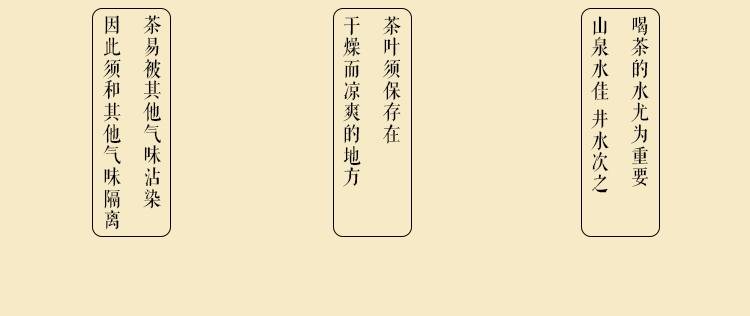 喝茶的水尤为重要
山泉水佳 井水次之
茶叶须保存在
干燥而凉爽的地方
茶易被其他气味沾染
因此须和其他气味隔离